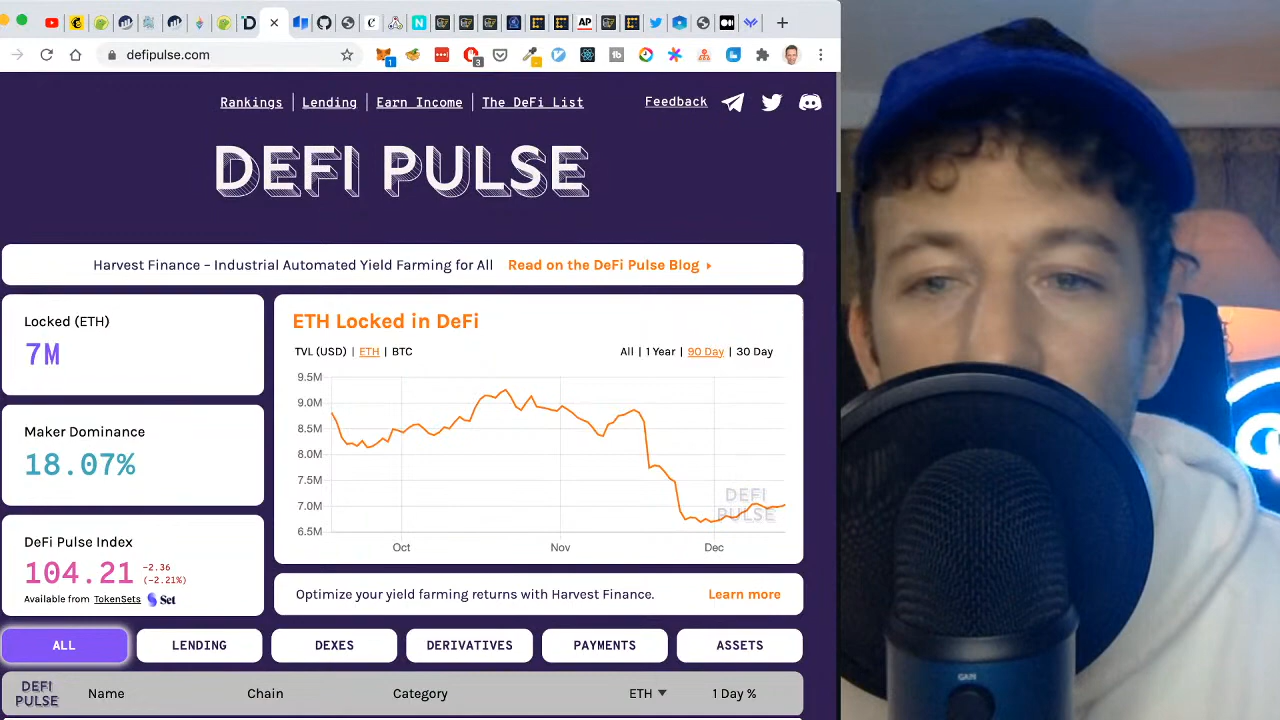 defipulse.com
1
3
Rankings | Lending | Earn Income | The DeFi List
Feedback
DEFI PULSE
Harvest Finance – Industrial Automated Yield Farming for All Read on the DeFi Pulse Blog
Locked (ETH)
7M
Maker Dominance
18.07%
DeFi Pulse Index
104.21
-2.36
(-2.21%)
Available from TokenSets Set
ETH Locked in DeFi
TVL (USD) | ETH | BTC
All | 1 Year | 90 Day | 30 Day
9.5M
9.0M
8.5M
8.0M
7.5M
7.0M
6.5M
DEFI
PULSE
Oct Nov Dec
Optimize your yield farming returns with Harvest Finance. Learn more
ALL LENDING DEXES DERIVATIVES PAYMENTS ASSETS
DEFI
PULSE
Name Chain Category ETH 1 Day %
GAIN